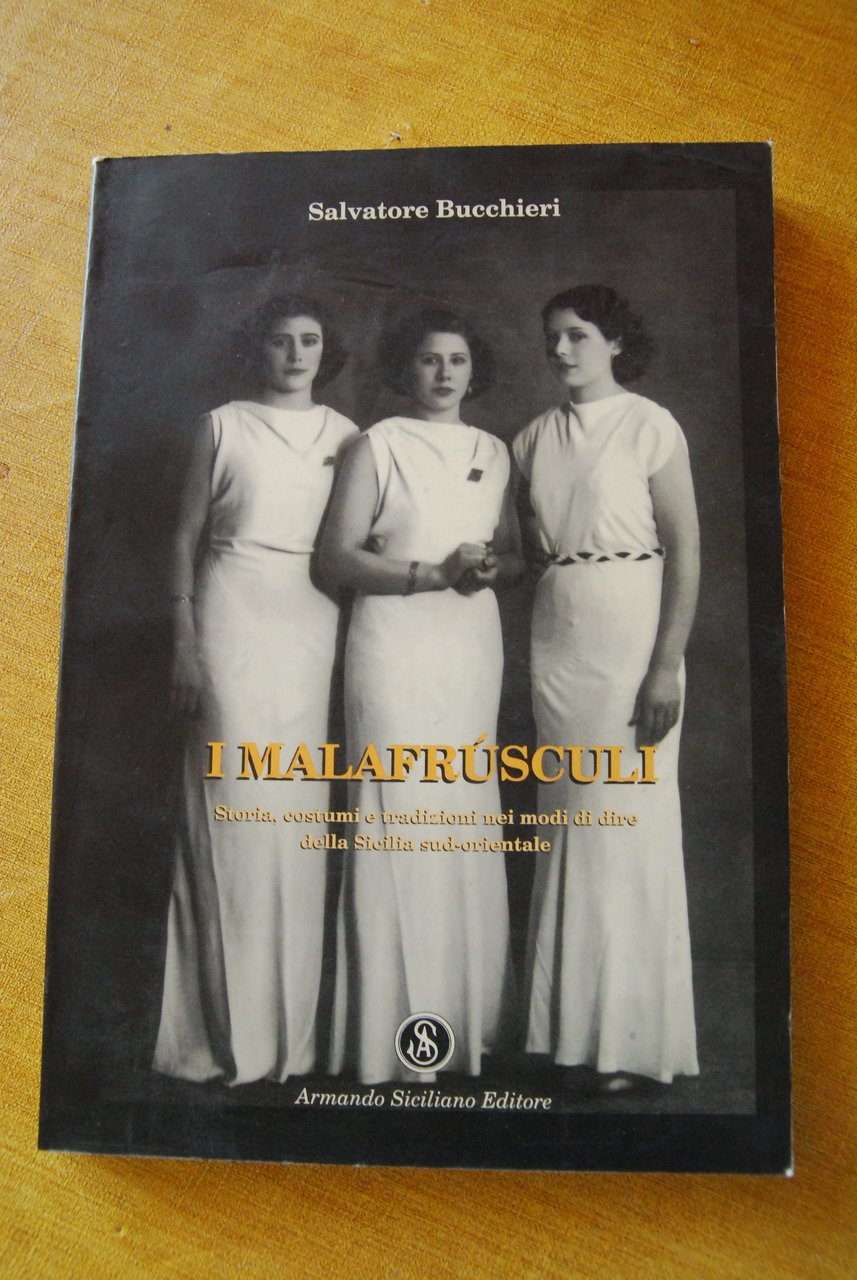 Salvatore Bucchieri
I MALAFRÚSCULI
Storia, costumi e tradizioni nei modi di dire
della Sicilia sud-orientale
SA
Armando Siciliano Editore